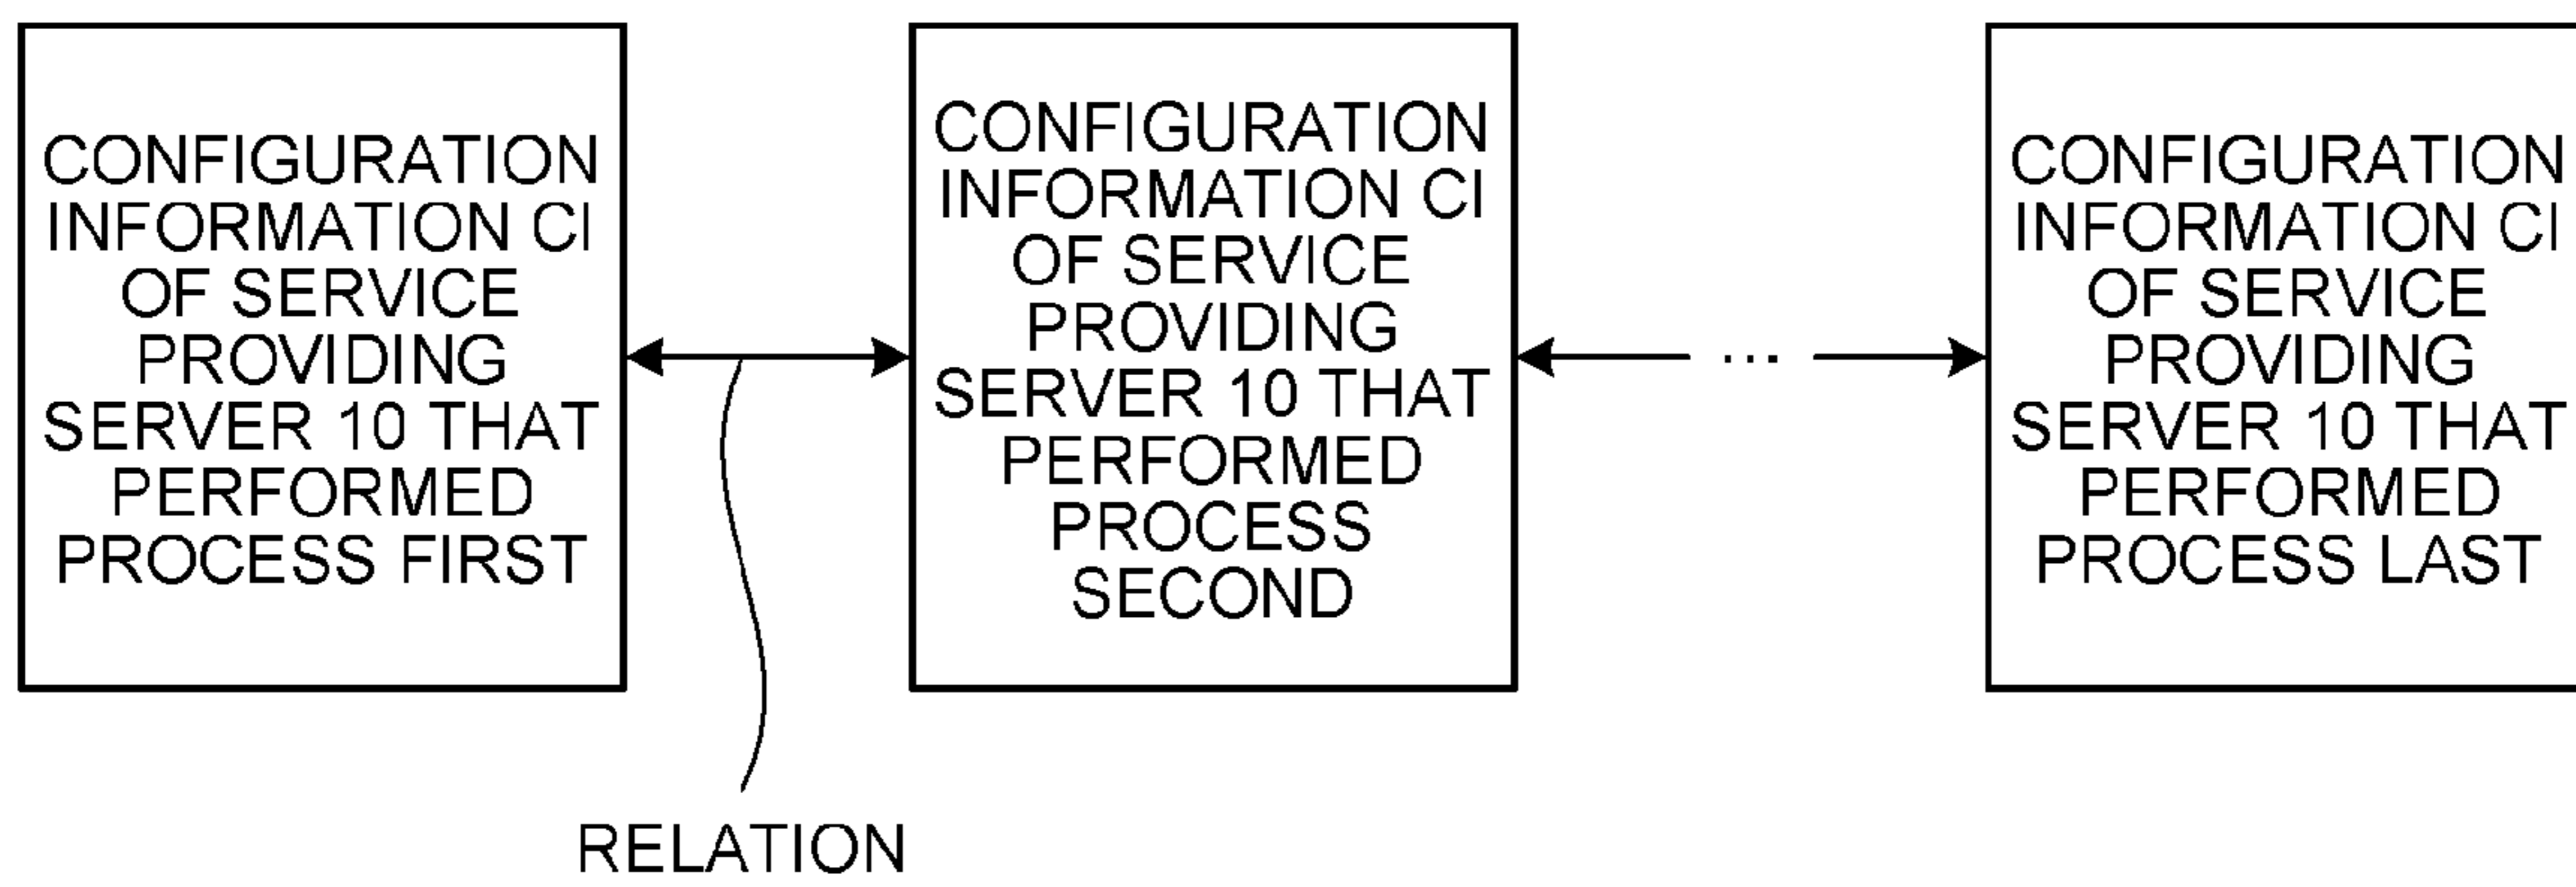 CONFIGURATION
INFORMATION CI
OF SERVICE
PROVIDING
SERVER 10 THAT
PERFORMED
PROCESS FIRST
CONFIGURATION
INFORMATION CI
OF SERVICE
PROVIDING
SERVER 10 THAT
PERFORMED
PROCESS
SECOND
...
CONFIGURATION
INFORMATION CI
OF SERVICE
PROVIDING
SERVER 10 THAT
PERFORMED
PROCESS LAST
RELATION